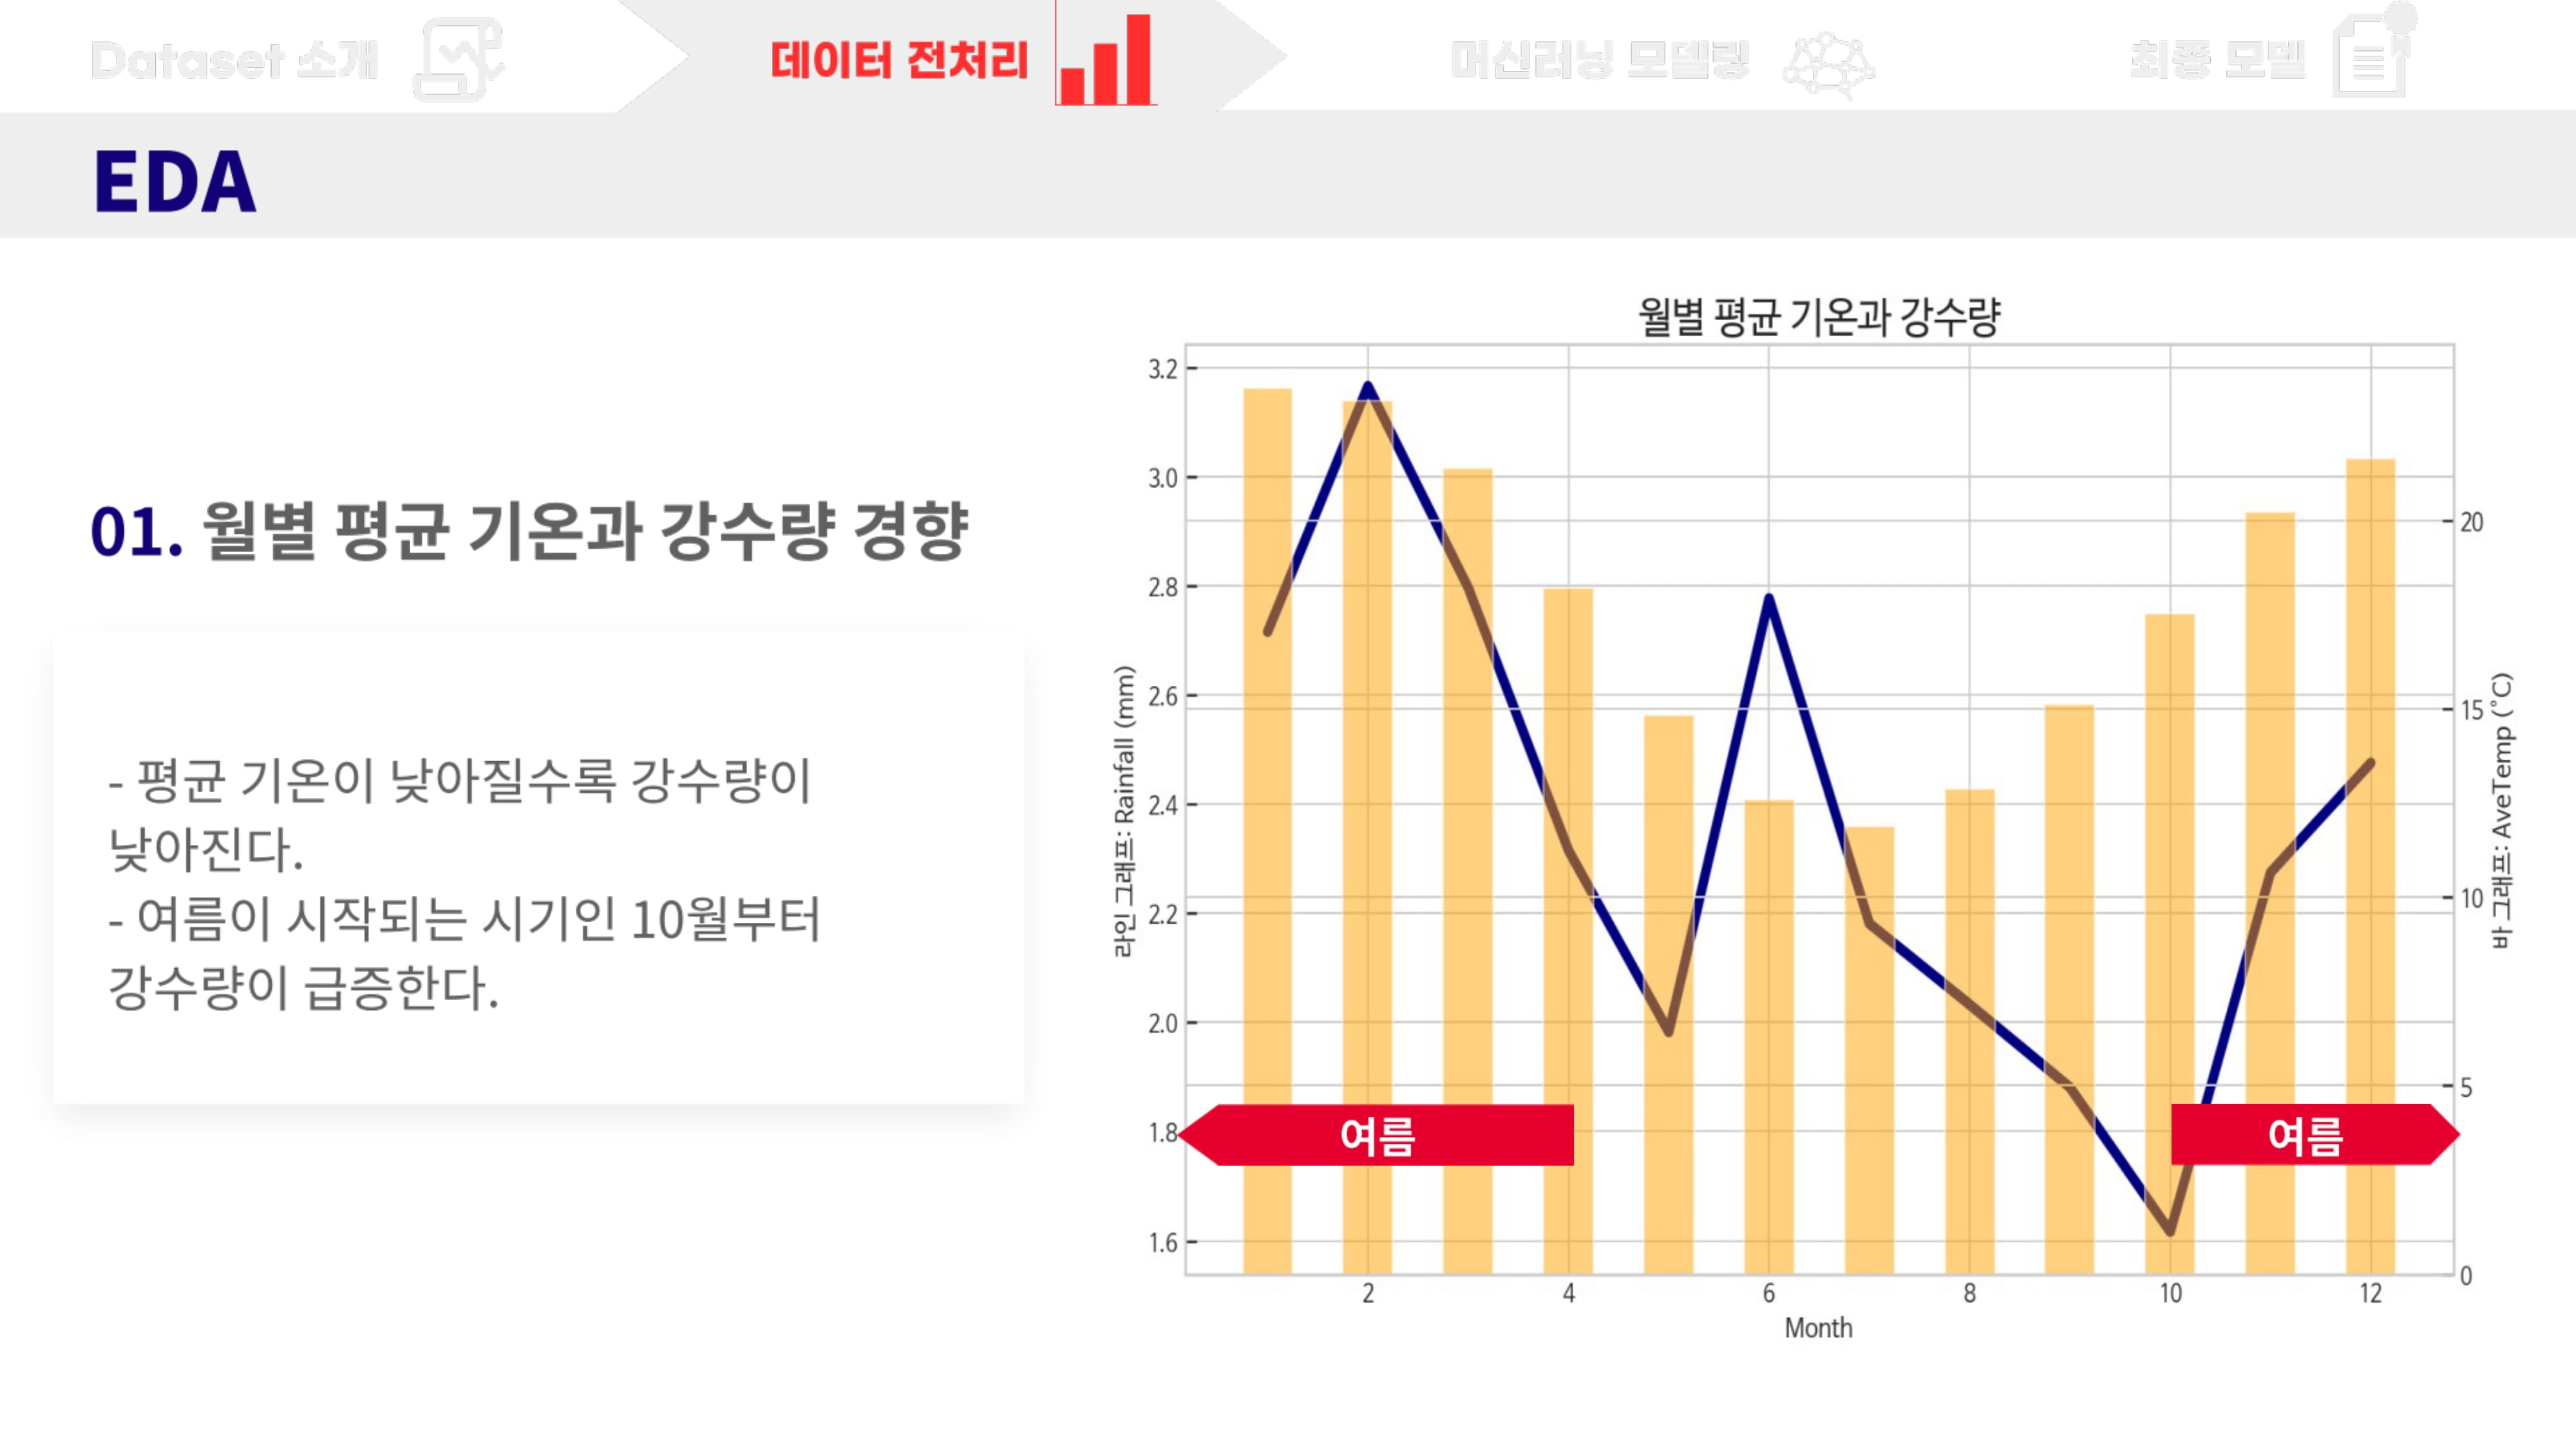 Dataset 소개
데이터 전처리
머신러닝 모델링
최종 모델
EDA
01. 월별 평균 기온과 강수량 경향
- 평균 기온이 낮아질수록 강수량이
낮아진다.
- 여름이 시작되는 시기인 10월부터
강수량이 급증한다.
월별 평균 기온과 강수량
라인 그래프: Rainfall (mm)
3.2
3.0
2.8
2.6
2.4
2.2
2.0
1.8
1.6
여름
여름
20
15
10
5
0
바 그래프: AveTemp (˚C)
2
4
6
8
10
12
Month